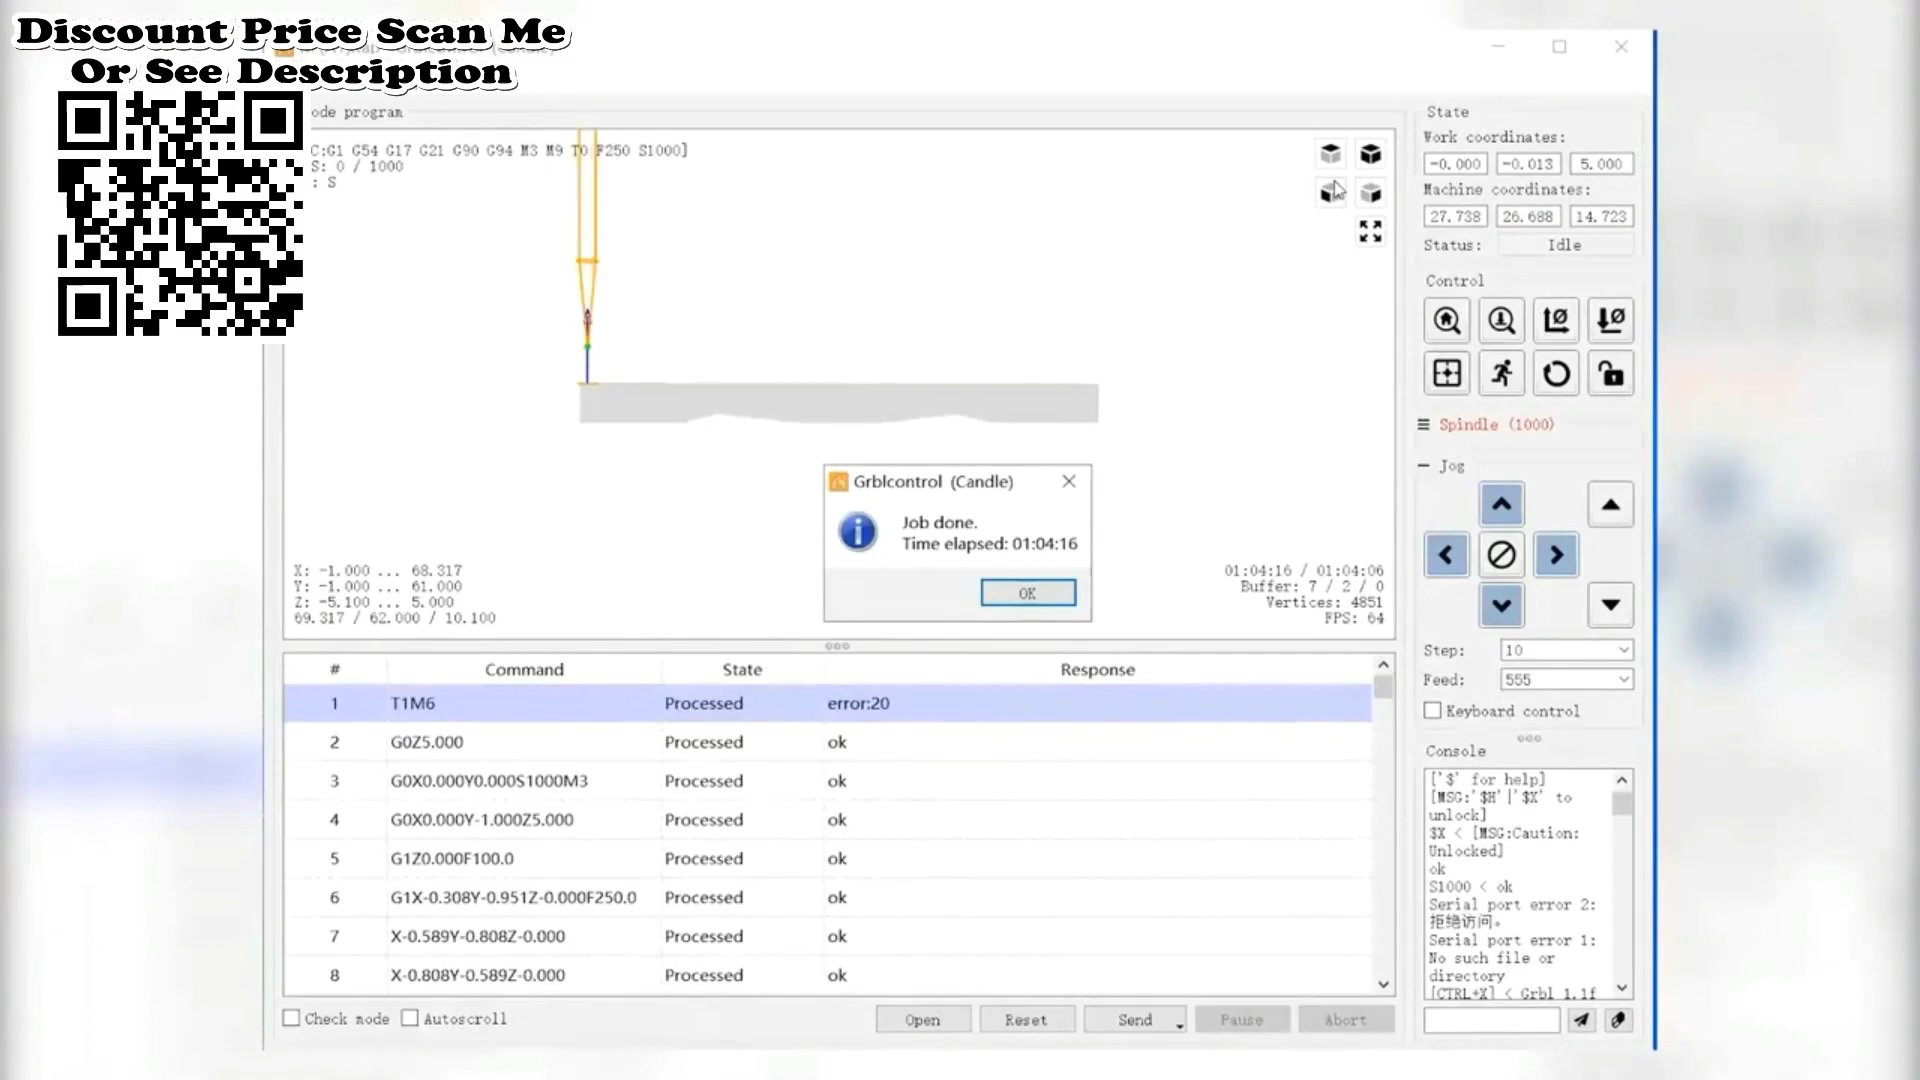 Discount Price Scan Me
Or See Description
ode program
C:G1 G54 G17 G21 G90 G94 M3 M9 T0 F250 S1000]
S: 0 / 1000
: S
X: -1.000 ... 68.317
Y: -1.000 ... 61.000
Z: -5.100 ... 5.000
69.317 / 62.000 / 10.100
Grblcontrol (Candle)
Job done.
Time elapsed: 01:04:16
OK
01:04:16 / 01:04:06
Buffer: 7 / 2 / 0
Vertices: 4851
FPS: 64
# Command State Response
1 T1M6 Processed error:20
2 G0Z5.000 Processed ok
3 G0X0.000Y0.000S1000M3 Processed ok
4 G0X0.000Y-1.000Z5.000 Processed ok
5 G1Z0.000F100.0 Processed ok
6 G1X-0.308Y-0.951Z-0.000F250.0 Processed ok
7 X-0.589Y-0.808Z-0.000 Processed ok
8 X-0.808Y-0.589Z-0.000 Processed ok
Check mode Autoscroll Open Reset Send Pause Abort
State
Work coordinates:
-0.000 -0.013 5.000
Machine coordinates:
27.738 26.688 14.723
Status: Idle
Control
Spindle (1000)
Jog
Step: 10
Feed: 555
Keyboard control
Console
['$' for help]
[MSG:'$H'|'$X' to
unlock]
$X < [MSG:Caution:
Unlocked]
ok
S1000 < ok
Serial port error 2:
拒绝访问。
Serial port error 1:
No such file or
directory
[CTRL+X] < Grbl 1.1f